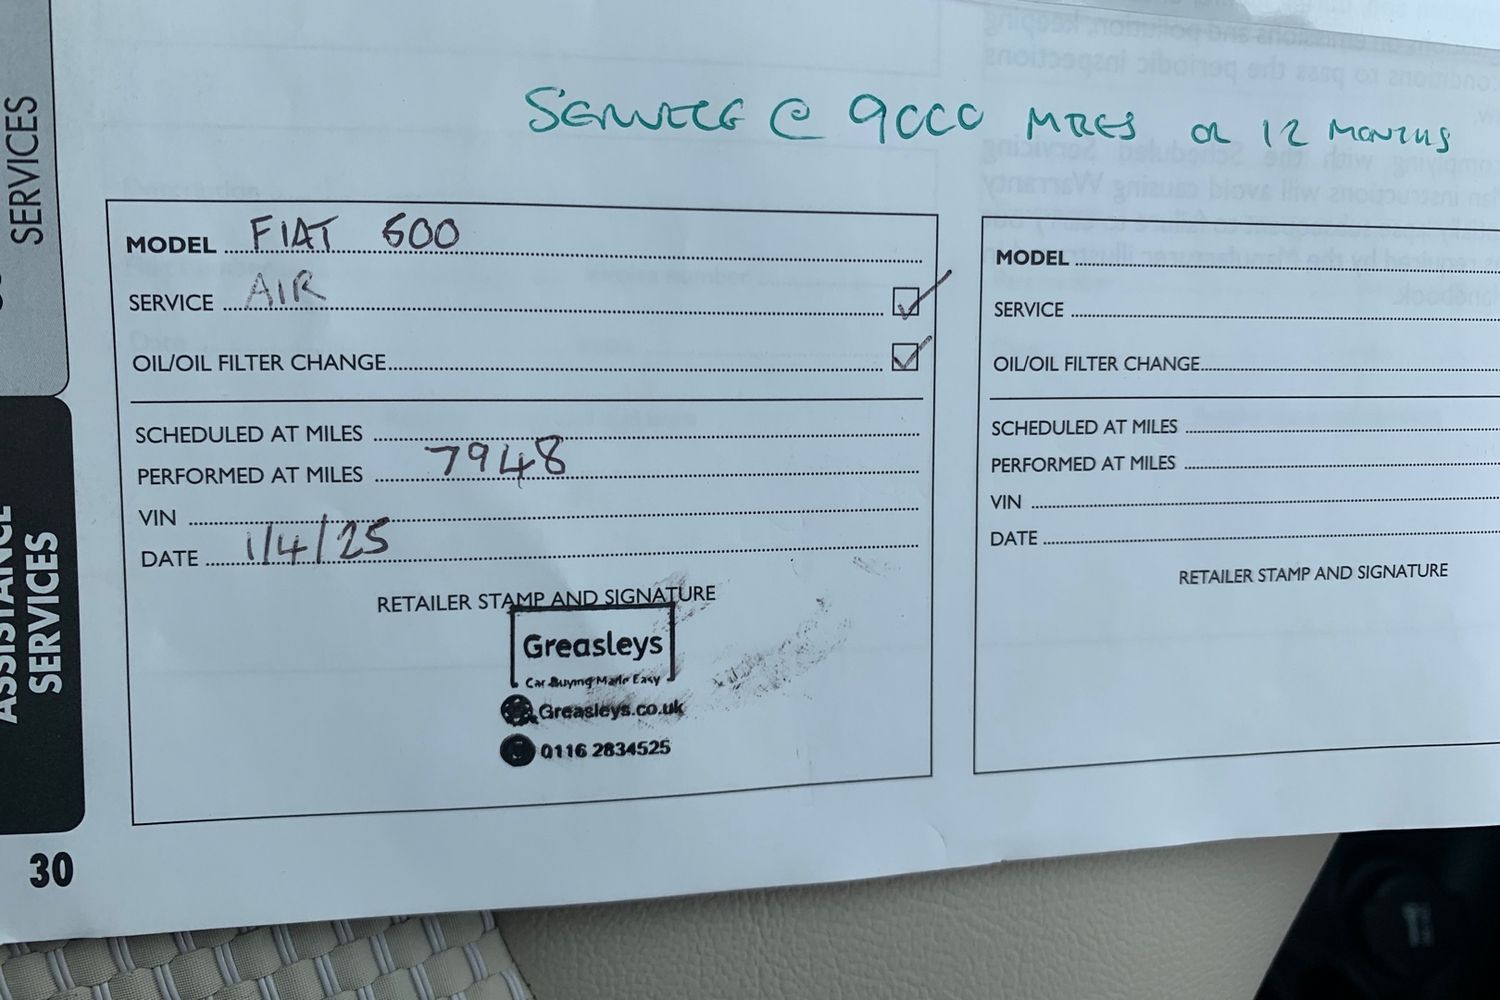 SERVICE @ 9000 MILES OR 12 MONTHS
SERVICES
ASSISTANCE
SERVICES
MODEL FIAT 600
SERVICE AIR
OIL/OIL FILTER CHANGE
SCHEDULED AT MILES
PERFORMED AT MILES 7948
VIN
DATE 1/4/25
RETAILER STAMP AND SIGNATURE
Greasleys
Car Buying Made Easy
Greasleys.co.uk
0116 2834525
30
MODEL
SERVICE
OIL/OIL FILTER CHANGE
SCHEDULED AT MILES
PERFORMED AT MILES
VIN
DATE
RETAILER STAMP AND SIGNATURE